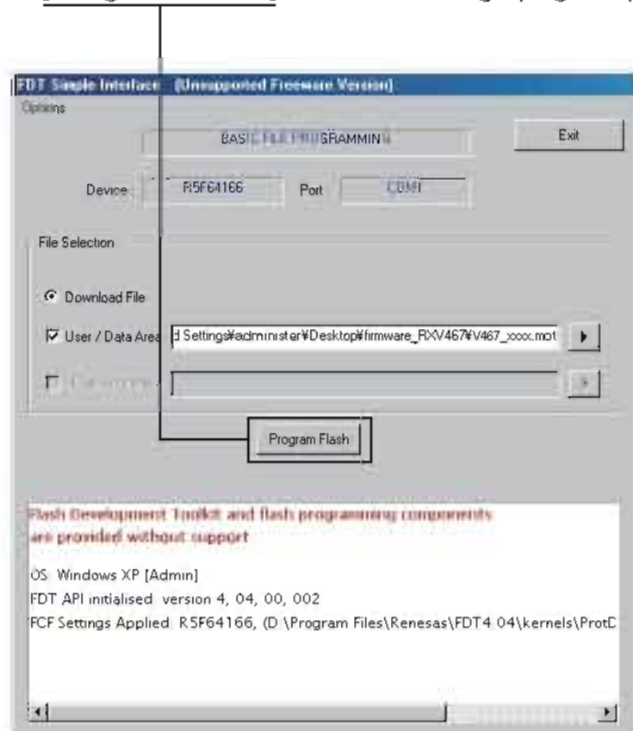 FDT Simple Interface (Unsupported Freeware Version)
Options
BASIC FILE PROGRAMMING
Exit
Device R5F64166 Port COM1
File Selection
Download File
User / Data Area d Settings¥administer¥Desktop¥firmware_RXV467¥V467_xxxx.mot
Program Flash
Flash Development Toolkit and flash programming components
are provided without support
OS Windows XP [Admin]
FDT API initialised version 4, 04, 00, 002
FCF Settings Applied R5F64166, (D \Program Files\Renesas\FDT4 04\kernels\ProtD